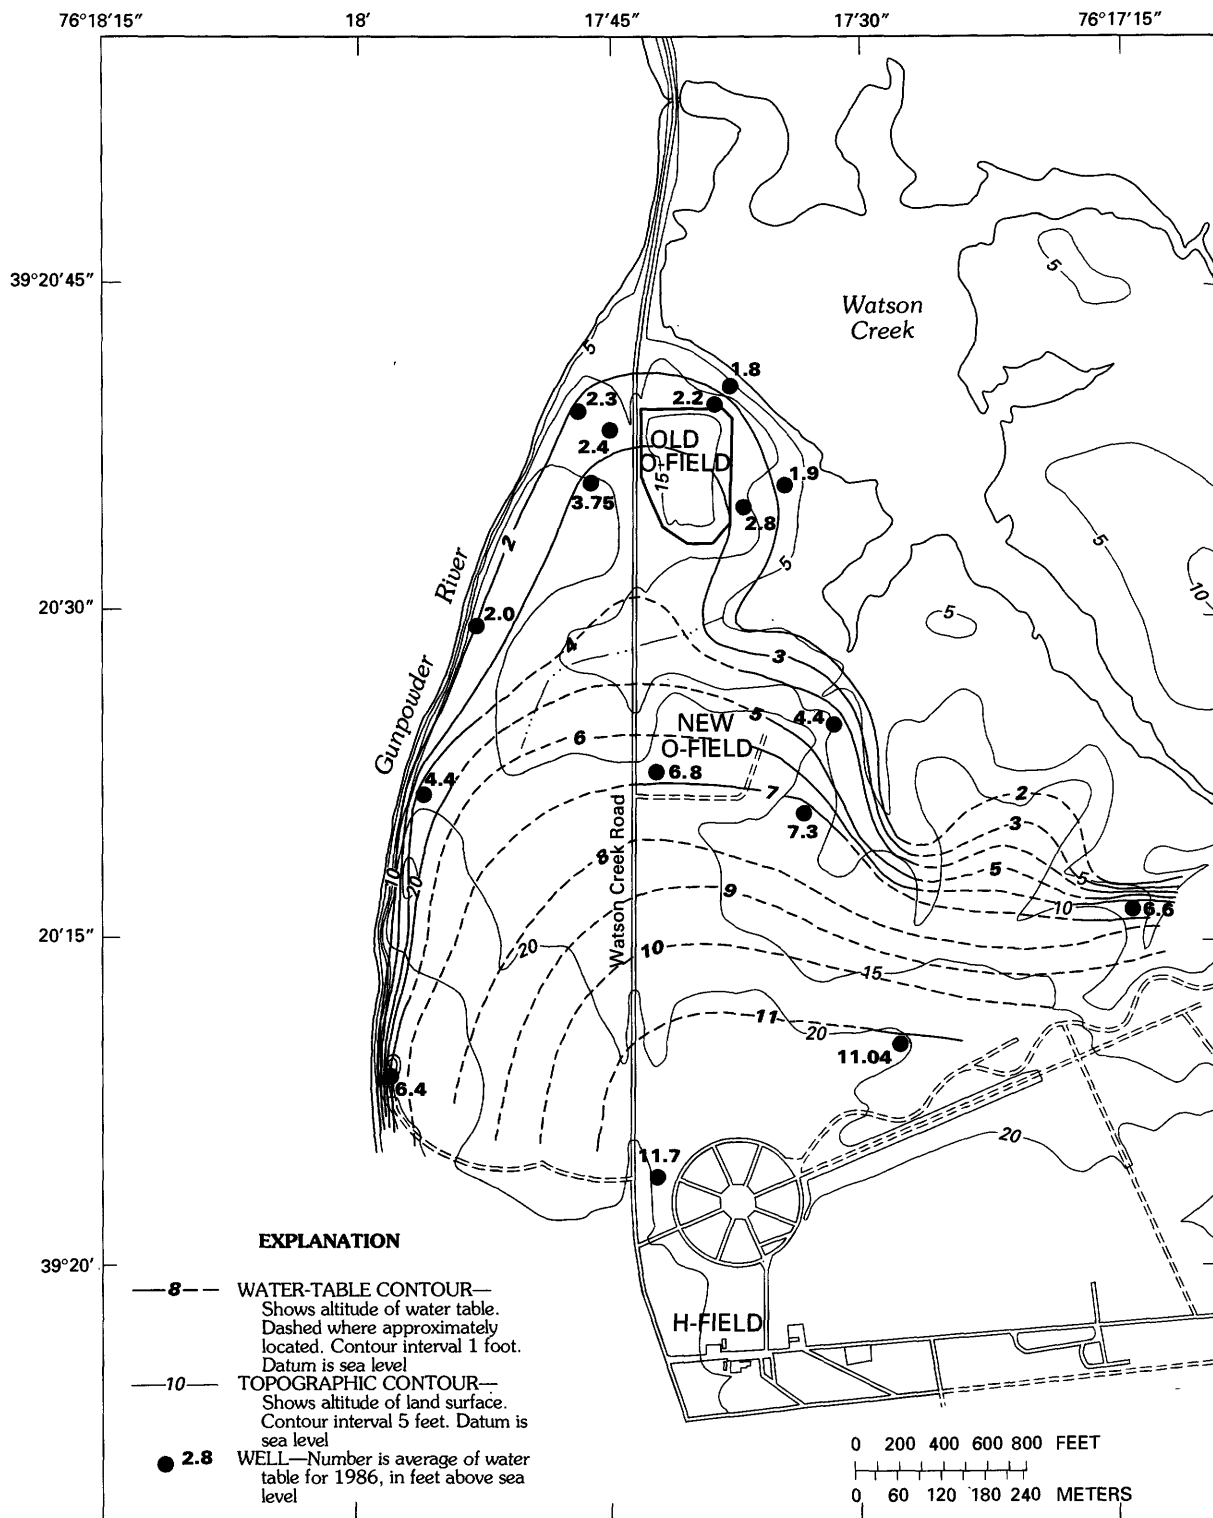 76°18′15″ 18′ 17′45″ 17′30″ 76°17′15″
39°20′45″
20′30″
20′15″
39°20′
5
Watson
Creek
5
1.8
2.3
2.2
2.4
OLD
O-FIELD
15
1.9
3.75
2.8
2
5
5
10
River
2.0
5
4
3
Gunpowder
NEW
O-FIELD
5
4.4
6
6.8
4.4
7
7.3
2
3
Watson Creek Road
8
5
5
10
20
9
10
6.6
20
10
15
11
20
11.04
6.4
20
11.7
H-FIELD
EXPLANATION
8 WATER-TABLE CONTOUR—
Shows altitude of water table.
Dashed where approximately
located. Contour interval 1 foot.
Datum is sea level
10 TOPOGRAPHIC CONTOUR—
Shows altitude of land surface.
Contour interval 5 feet. Datum is
sea level
2.8 WELL—Number is average of water
table for 1986, in feet above sea
level
0 200 400 600 800 FEET
0 60 120 180 240 METERS